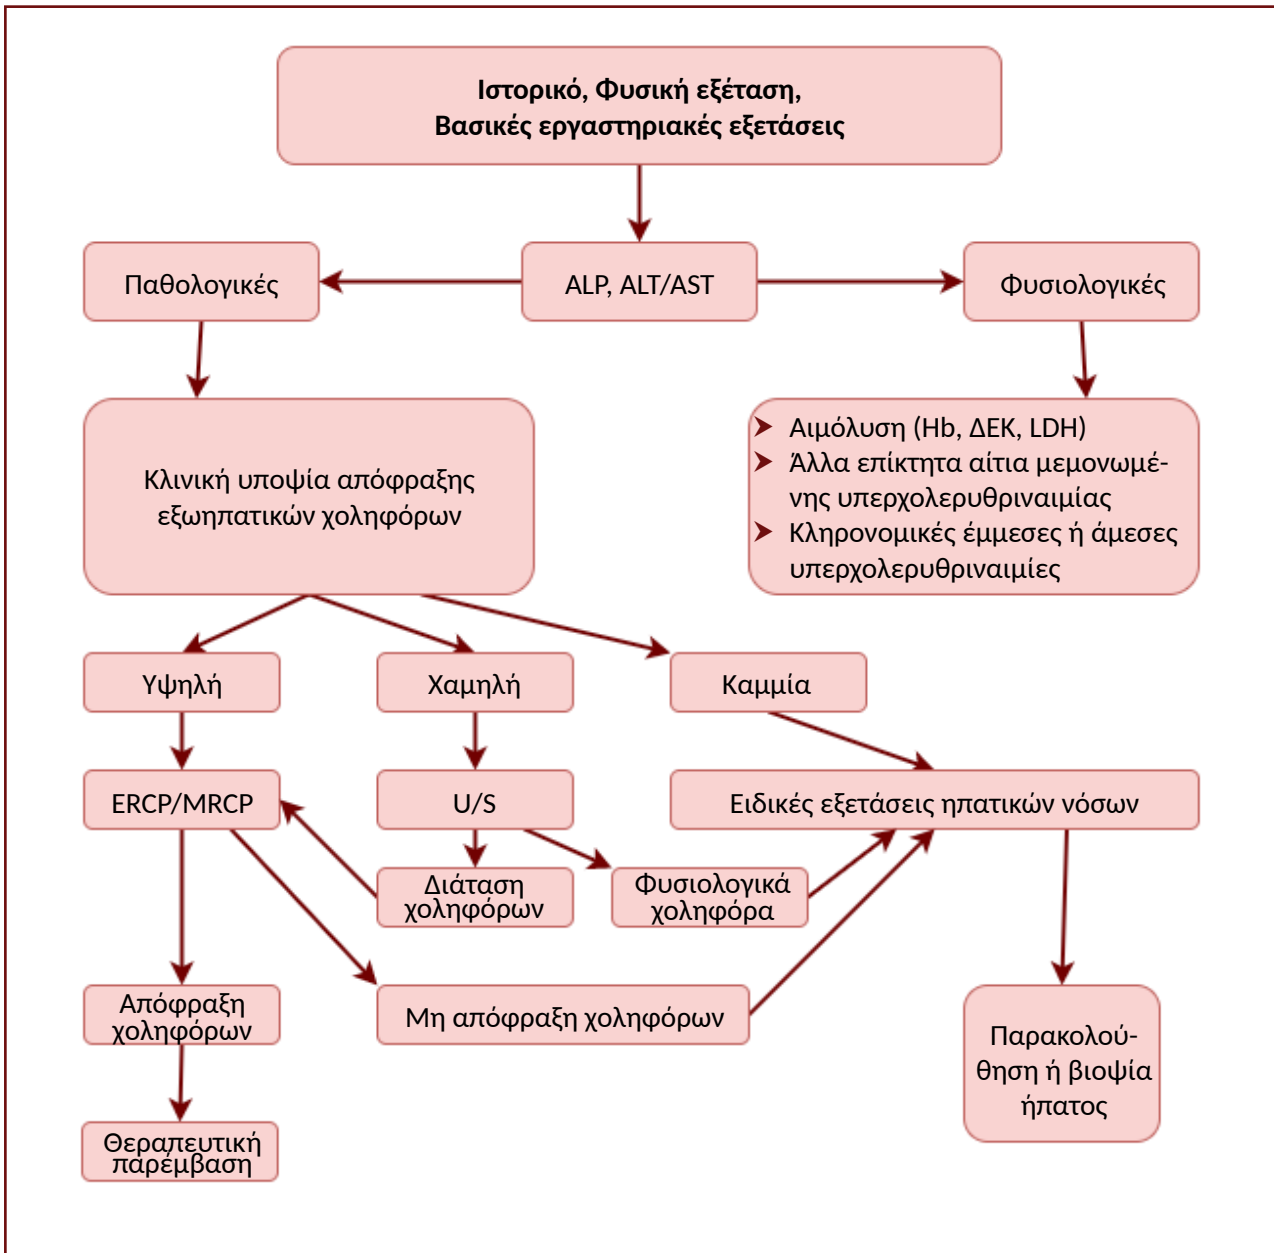 Ιστορικό, Φυσική εξέταση,
Βασικές εργαστηριακές εξετάσεις
Παθολογικές
ALP, ALT/AST
Φυσιολογικές
Κλινική υποψία απόφραξης
εξωηπατικών χοληφόρων
➤ Αιμόλυση (Hb, ΔΕΚ, LDH)
➤ Άλλα επίκτητα αίτια μεμονωμέ-
νης υπερχολερυθριναιμίας
➤ Κληρονομικές έμμεσες ή άμεσες
υπερχολερυθριναιμίες
Υψηλή
Χαμηλή
Καμμία
ERCP/MRCP
U/S
Ειδικές εξετάσεις ηπατικών νόσων
Διάταση
χοληφόρων
Φυσιολογικά
χοληφόρα
Απόφραξη
χοληφόρων
Μη απόφραξη χοληφόρων
Παρακολού-
θηση ή βιοψία
ήπατος
Θεραπευτική
παρέμβαση